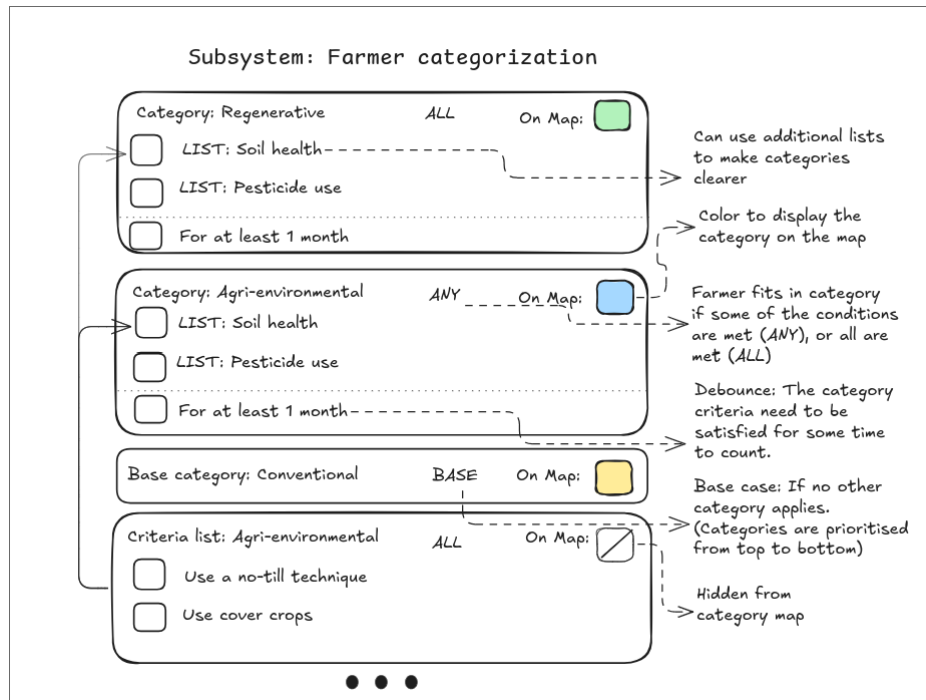 Subsystem: Farmer categorization
Category: Regenerative
ALL
On Map:
LIST: Soil health
LIST: Pesticide use
For at least 1 month
Can use additional lists
to make categories
clearer
Color to display the
category on the map
Category: Agri-environmental
ANY
On Map:
LIST: Soil health
LIST: Pesticide use
For at least 1 month
Farmer fits in category
if some of the conditions
are met (ANY), or all are
met (ALL)
Debounce: The category
criteria need to be
satisfied for some time
to count.
Base category: Conventional
BASE
On Map:
Base case: If no other
category applies.
(Categories are prioritised
from top to bottom)
Criteria list: Agri-environmental
ALL
On Map:
Use a no-till technique
Use cover crops
Hidden from
category map